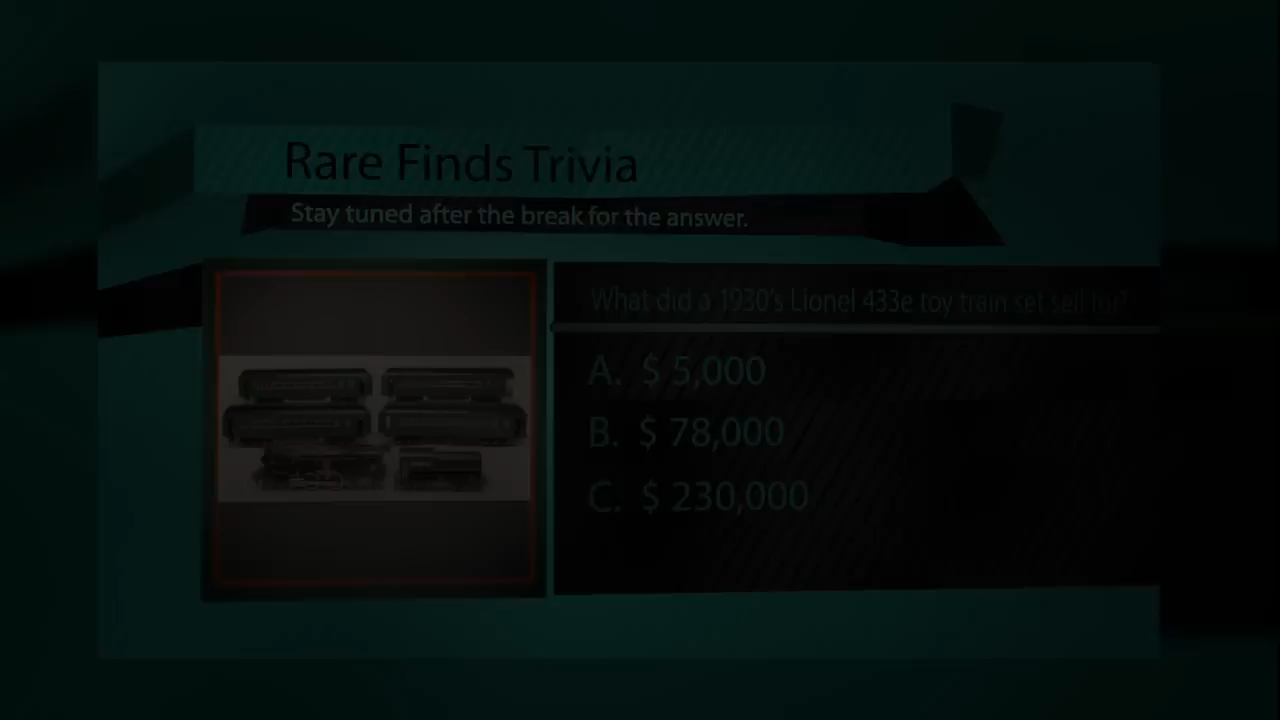 Rare Finds Trivia
Stay tuned after the break for the answer.
What did a 1930's Lionel 433e toy train set sell for?
A. $ 5,000
B. $ 78,000
C. $ 230,000